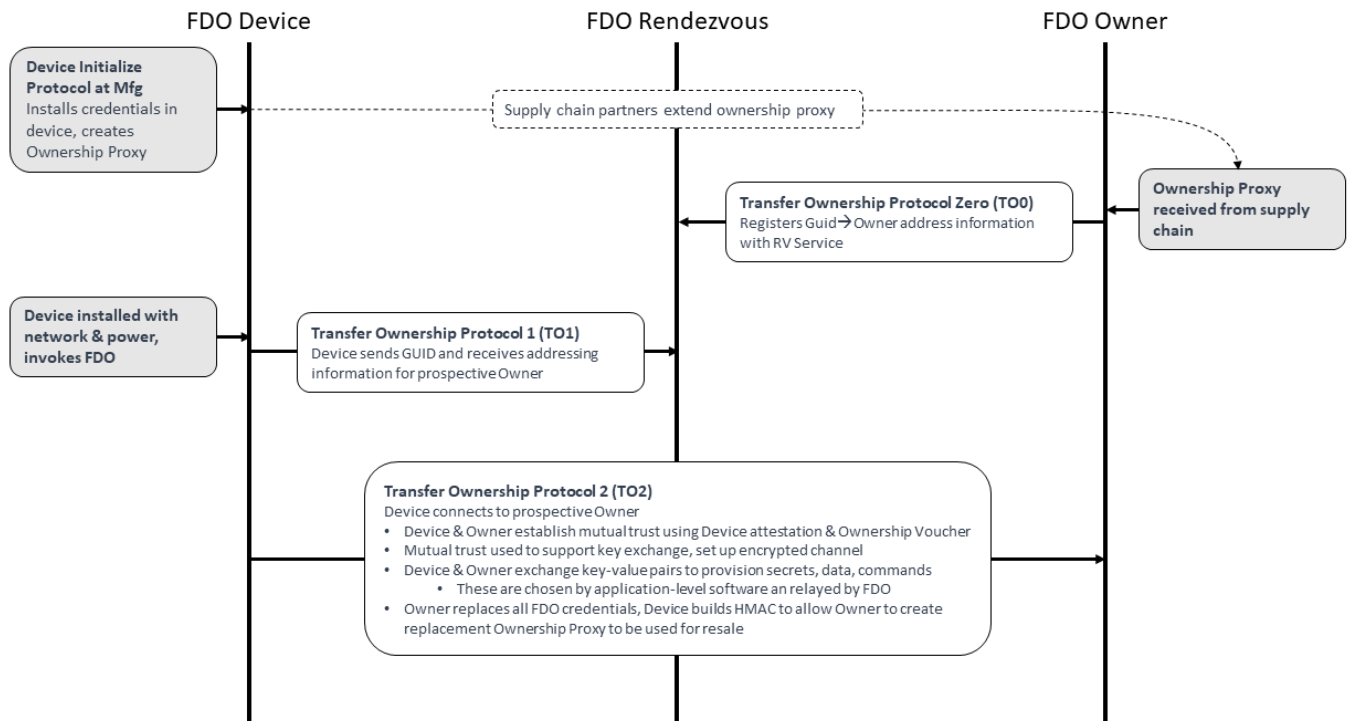 FDO Device
FDO Rendezvous
FDO Owner
Device Initialize
Protocol at Mfg
Installs credentials in
device, creates
Ownership Proxy
Supply chain partners extend ownership proxy
Ownership Proxy
received from supply
chain
Transfer Ownership Protocol Zero (TO0)
Registers Guid→Owner address information
with RV Service
Device installed with
network & power,
invokes FDO
Transfer Ownership Protocol 1 (TO1)
Device sends GUID and receives addressing
information for prospective Owner
Transfer Ownership Protocol 2 (TO2)
Device connects to prospective Owner
• Device & Owner establish mutual trust using Device attestation & Ownership Voucher
• Mutual trust used to support key exchange, set up encrypted channel
• Device & Owner exchange key-value pairs to provision secrets, data, commands
• These are chosen by application-level software an relayed by FDO
• Owner replaces all FDO credentials, Device builds HMAC to allow Owner to create
replacement Ownership Proxy to be used for resale